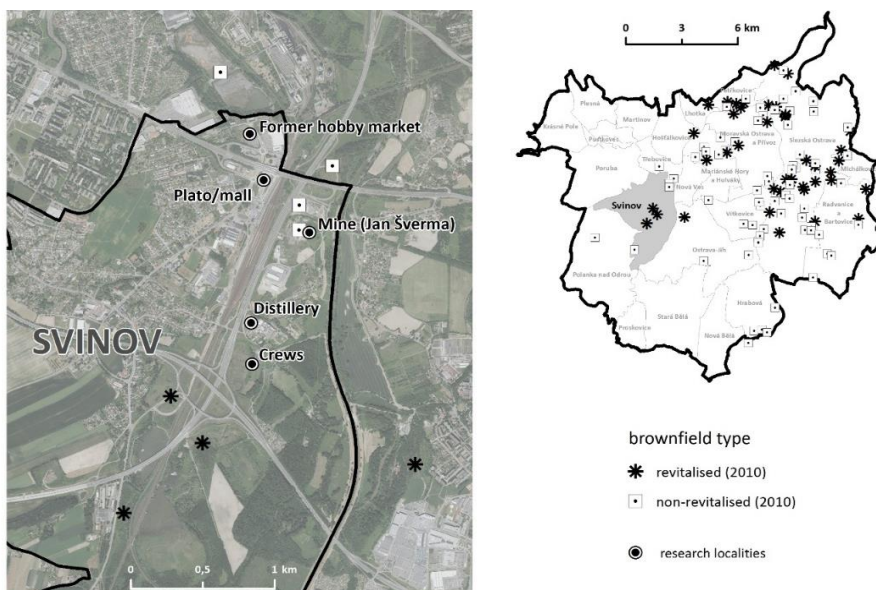 Former hobby market
Plato/mall
Mine (Jan Šverma)
Distillery
SVINOV
Crews
0 0,5 1 km
0 3 6 km
Plesná
Martinov
Krásné Pole
Pustkovec
Lhotka
Petřkovice
Hošťálkovice
Moravská Ostrava
a Přívoz
Slezská Ostrava
Poruba
Třebovice
Mariánské Hory
a Hulváky
Michálkovice
Nová Ves
Svinov
Vítkovice
Radvanice
a
Bartovice
Ostrava-Jih
Polanka nad Odrou
Hrabová
Stará Bělá
Proskovice
Nová Bělá
brownfield type
revitalised (2010)
non-revitalised (2010)
research localities